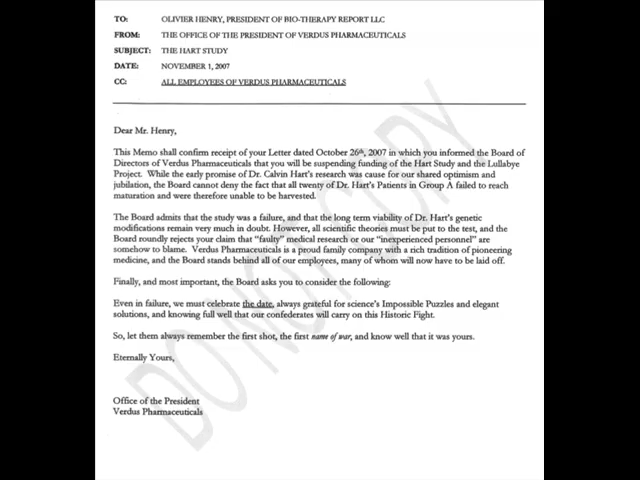 TO: OLIVIER HENRY, PRESIDENT OF BIO-THERAPY REPORT LLC
FROM: THE OFFICE OF THE PRESIDENT OF VERDUS PHARMACEUTICALS
SUBJECT: THE HART STUDY
DATE: NOVEMBER 1, 2007
CC: ALL EMPLOYEES OF VERDUS PHARMACEUTICALS
Dear Mr. Henry,
This Memo shall confirm receipt of your Letter dated October 26th, 2007 in which you informed the Board of
Directors of Verdus Pharmaceuticals that you will be suspending funding of the Hart Study and the Lullabye
Project. While the early promise of Dr. Calvin Hart's research was cause for our shared optimism and
jubilation, the Board cannot deny the fact that all twenty of Dr. Hart's Patients in Group A failed to reach
maturation and were therefore unable to be harvested.
The Board admits that the study was a failure, and that the long term viability of Dr. Hart's genetic
modifications remain very much in doubt. However, all scientific theories must be put to the test, and the
Board roundly rejects your claim that "faulty" medical research or our "inexperienced personnel" are
somehow to blame. Verdus Pharmaceuticals is a proud family company with a rich tradition of pioneering
medicine, and the Board stands behind all of our employees, many of whom will now have to be laid off.
Finally, and most important, the Board asks you to consider the following:
Even in failure, we must celebrate the date, always grateful for science's Impossible Puzzles and elegant
solutions, and knowing full well that our confederates will carry on this Historic Fight.
So, let them always remember the first shot, the first name of war, and know well that it was yours.
Eternally Yours,
Office of the President
Verdus Pharmaceuticals
DO NOT COPY